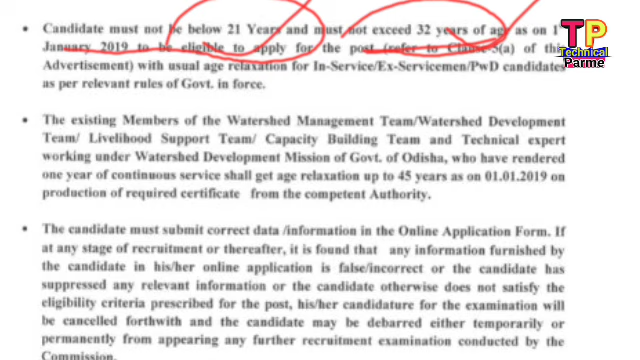 Candidate must not be below 21 Years and must not exceed 32 years of age as on 1st
January 2019 to be eligible to apply for the post (refer to Clause-5(a) of this
Advertisement) with usual age relaxation for In-Service/Ex-Servicemen/PwD candidates
as per relevant rules of Govt. in force.
The existing Members of the Watershed Management Team/Watershed Development
Team/ Livelihood Support Team/ Capacity Building Team and Technical expert
working under Watershed Development Mission of Govt. of Odisha, who have rendered
one year of continuous service shall get age relaxation up to 45 years as on 01.01.2019 on
production of required certificate from the competent Authority.
The candidate must submit correct data /information in the Online Application Form. If
at any stage of recruitment or thereafter, it is found that any information furnished by
the candidate in his/her online application is false/incorrect or the candidate has
suppressed any relevant information or the candidate otherwise does not satisfy the
eligibility criteria prescribed for the post, his/her candidature for the examination will
be cancelled forthwith and the candidate may be debarred either temporarily or
permanently from appearing any further recruitment examination conducted by the
Commission.
TP
Technical
Parme